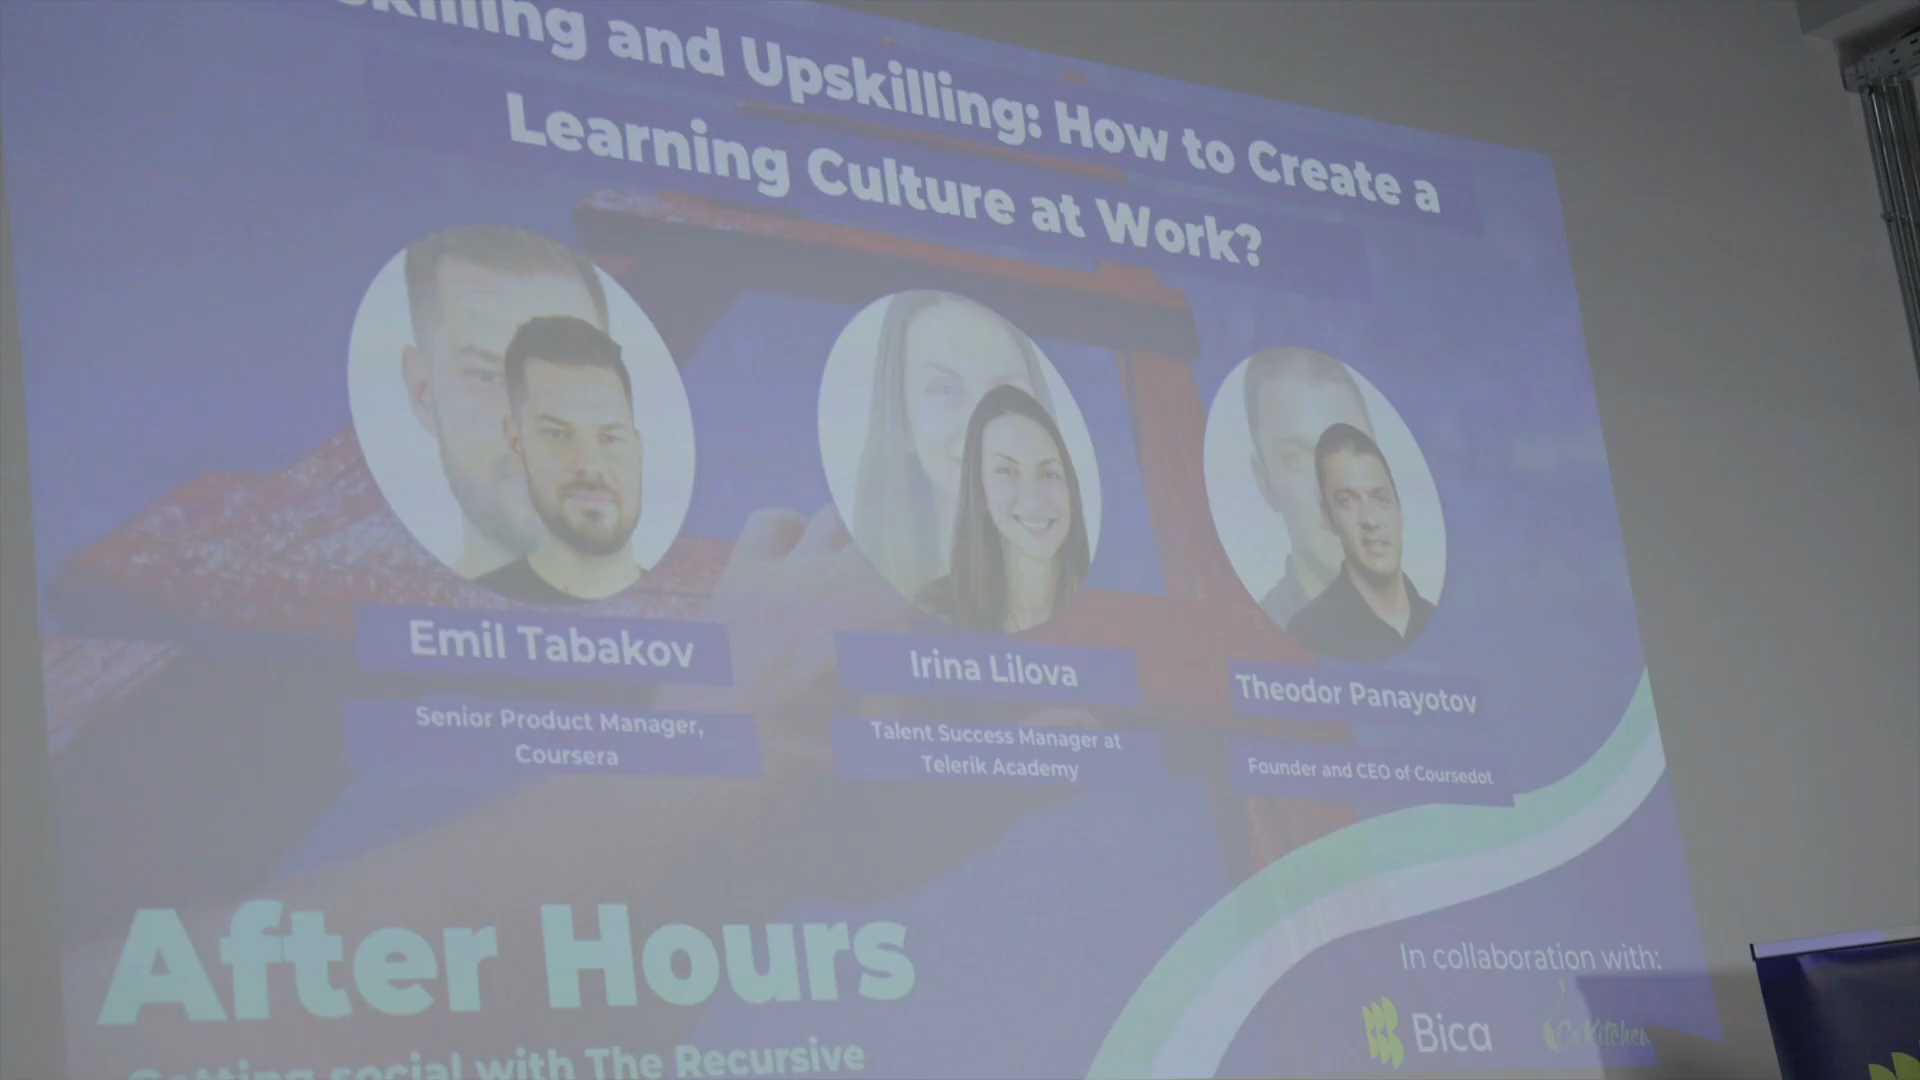 and Upskilling: How to Create a
Learning Culture at Work?
Emil Tabakov
Senior Product Manager,
Coursera
Irina Lilova
Talent Success Manager at
Telerik Academy
Theodor Panayotov
Founder and CEO of Coursedot
After Hours
Getting social with The Recursive
In collaboration with:
Bica
CoKitchen